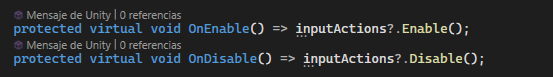 Mensaje de Unity | 0 referencias
protected virtual void OnEnable() => inputActions?.Enable();
Mensaje de Unity | 0 referencias
protected virtual void OnDisable() => inputActions?.Disable();